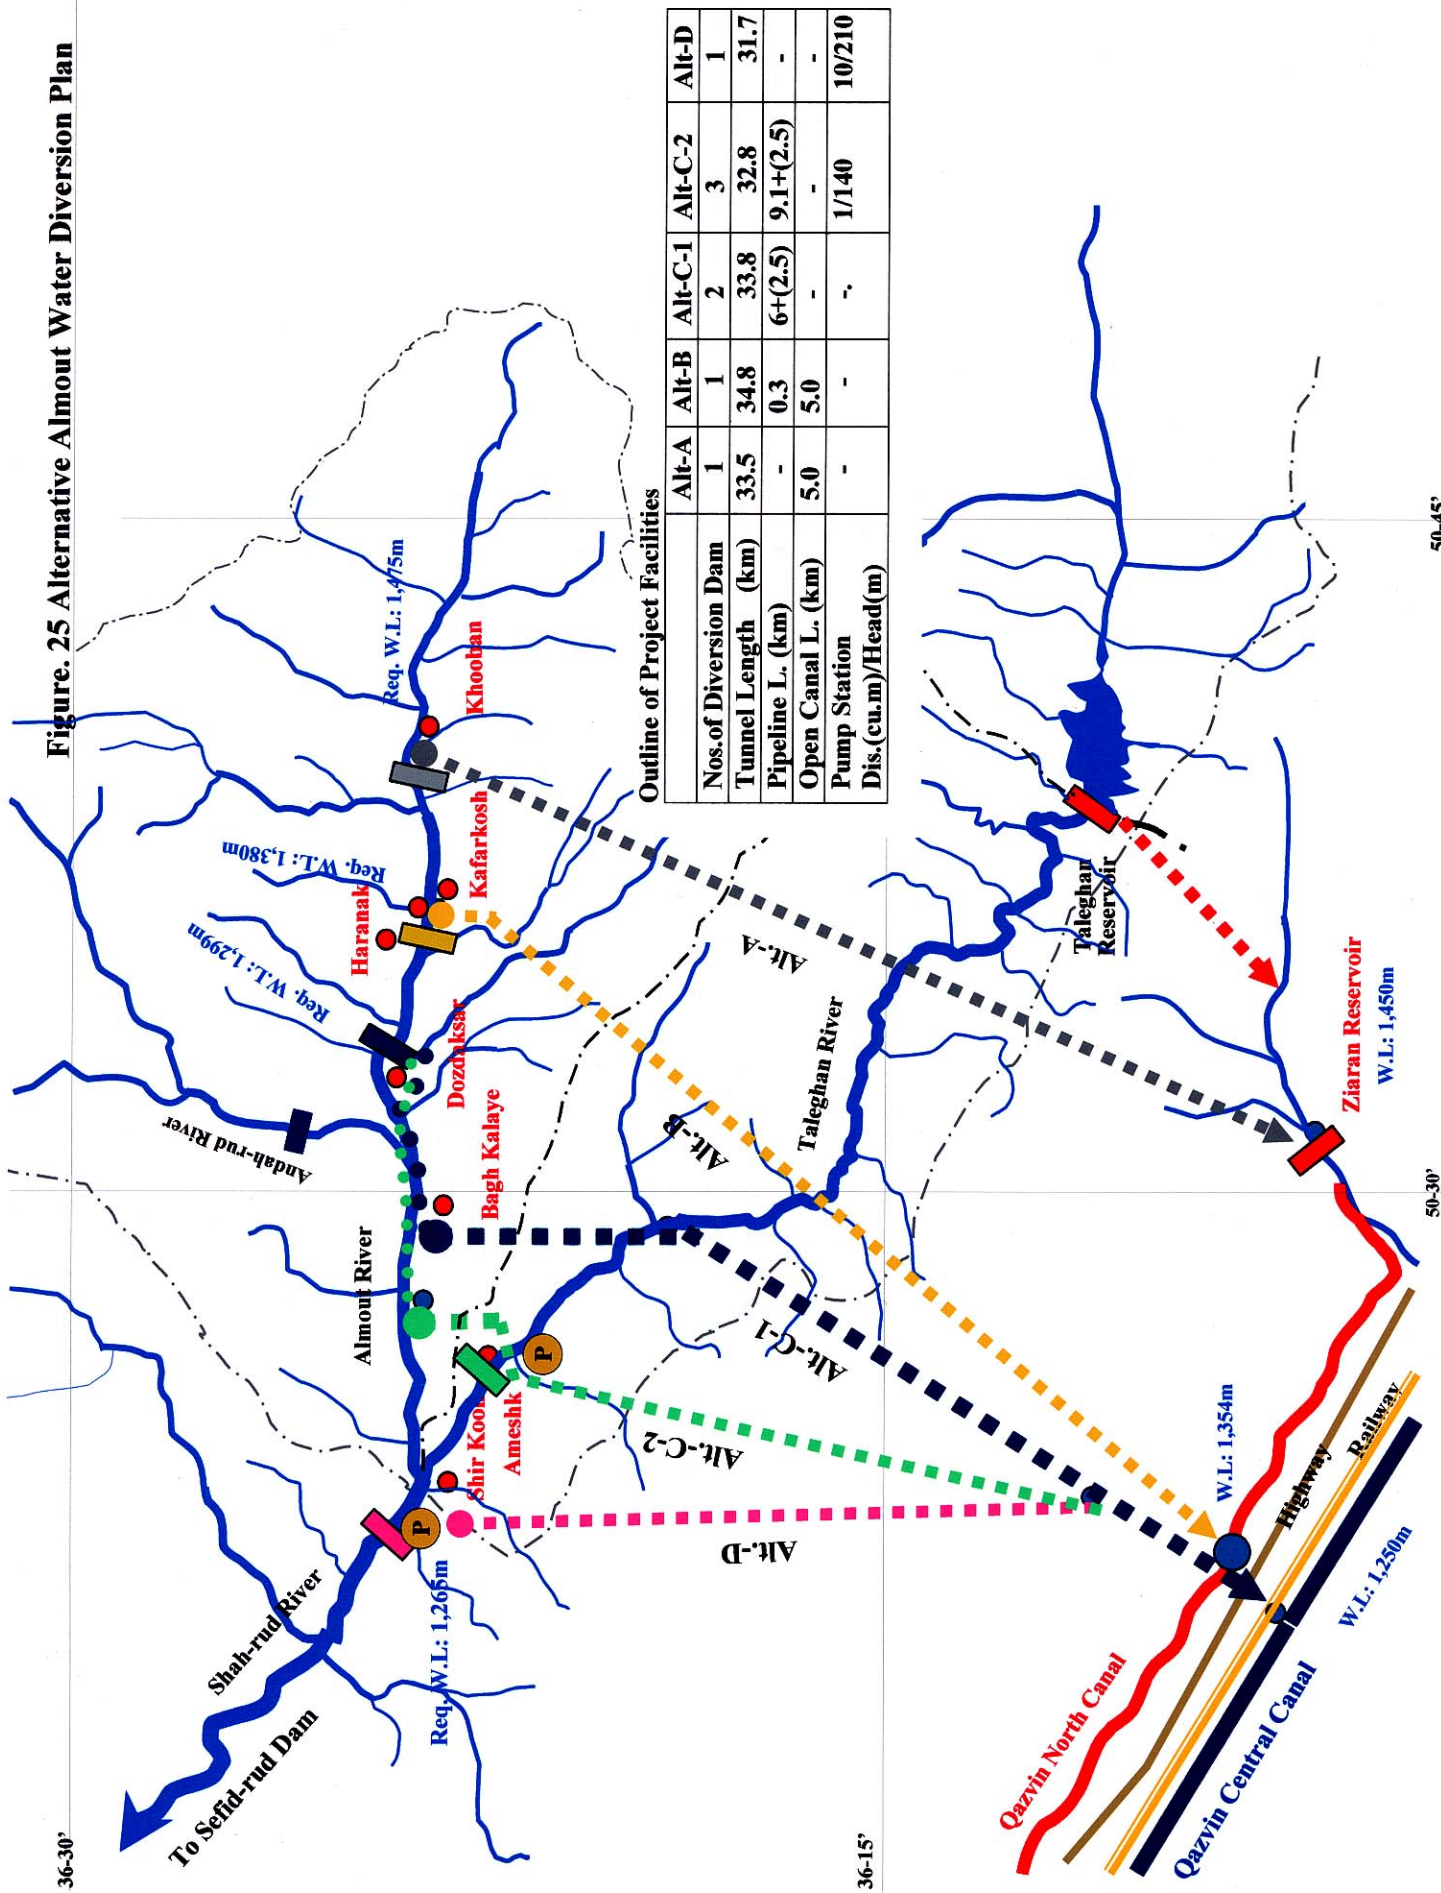 Figure. 25 Alternative Almout Water Diversion Plan
36-30'
36-15'
50-45'
50-30'
To Sefid-rud Dam
Shah-rud River
Almout River
Andah-rud River
Taleghan River
Req. W.L: 1,265m
Req. W.L: 1,299m
Req. W.L: 1,380m
Req. W.L: 1,475m
Shir Koo
Ameshk
P
P
Bagh Kalaye
Dozdaksar
Haranak
Kafarkosh
Khooban
Alt.-A
Alt.-B
Alt.-C-1
Alt.-C-2
Alt.-D
Outline of Project Facilities
Alt-A Alt-B Alt-C-1 Alt-C-2 Alt-D
Nos.of Diversion Dam 1 1 2 3 1
Tunnel Length (km) 33.5 34.8 33.8 32.8 31.7
Pipeline L. (km) - 0.3 6+(2.5) 9.1+(2.5) -
Open Canal L. (km) 5.0 5.0 - - -
Pump Station - - -. 1/140 10/210
Dis.(cu.m)/Head(m)
Taleghan
Reservoir
Ziaran Reservoir
W.L: 1,450m
W.L: 1,354m
Highway
Railway
W.L: 1,250m
Qazvin North Canal
Qazvin Central Canal